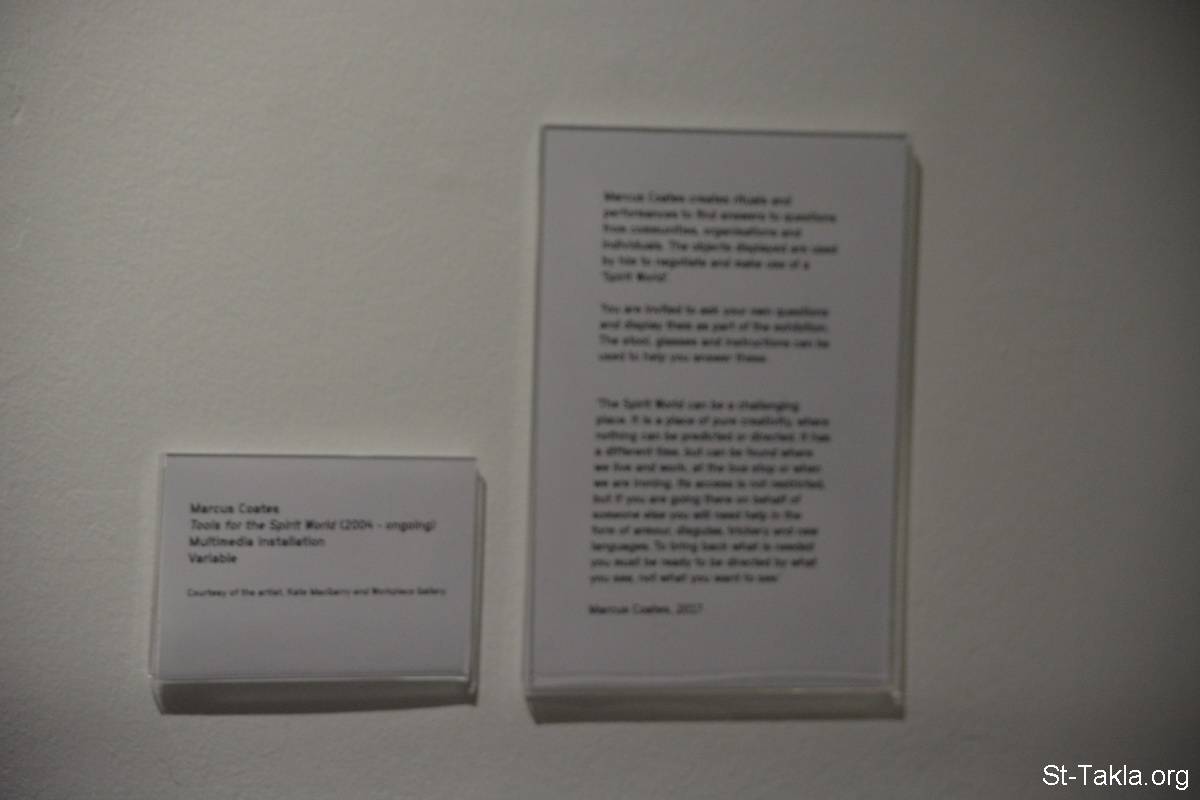 Marcus Coates
Tools for the Spirit World (2004 - ongoing)
Multimedia Installation
Variable
Courtesy of the artist, Kate MacGarry and Workplace Gallery
Marcus Coates creates rituals and
performances to find answers to questions
from communities, organisations and
individuals. The objects displayed are used
by him to negotiate and make use of a
'Spirit World'.
You are invited to ask your own questions
and display them as part of the exhibition.
The stool, glasses and instructions can be
used to help you answer these.
'The Spirit World can be a challenging
place. It is a place of pure creativity, where
nothing can be predicted or directed. It has
a different time, but can be found where
we live and work, at the bus stop or when
we are ironing. Its access is not restricted,
but if you are going there on behalf of
someone else you will need help in the
form of armour, disguise, tricks and new
languages. To bring back what is needed
you must be ready to be directed by what
you see, not what you want to see'
Marcus Coates, 2017
St-Takla.org